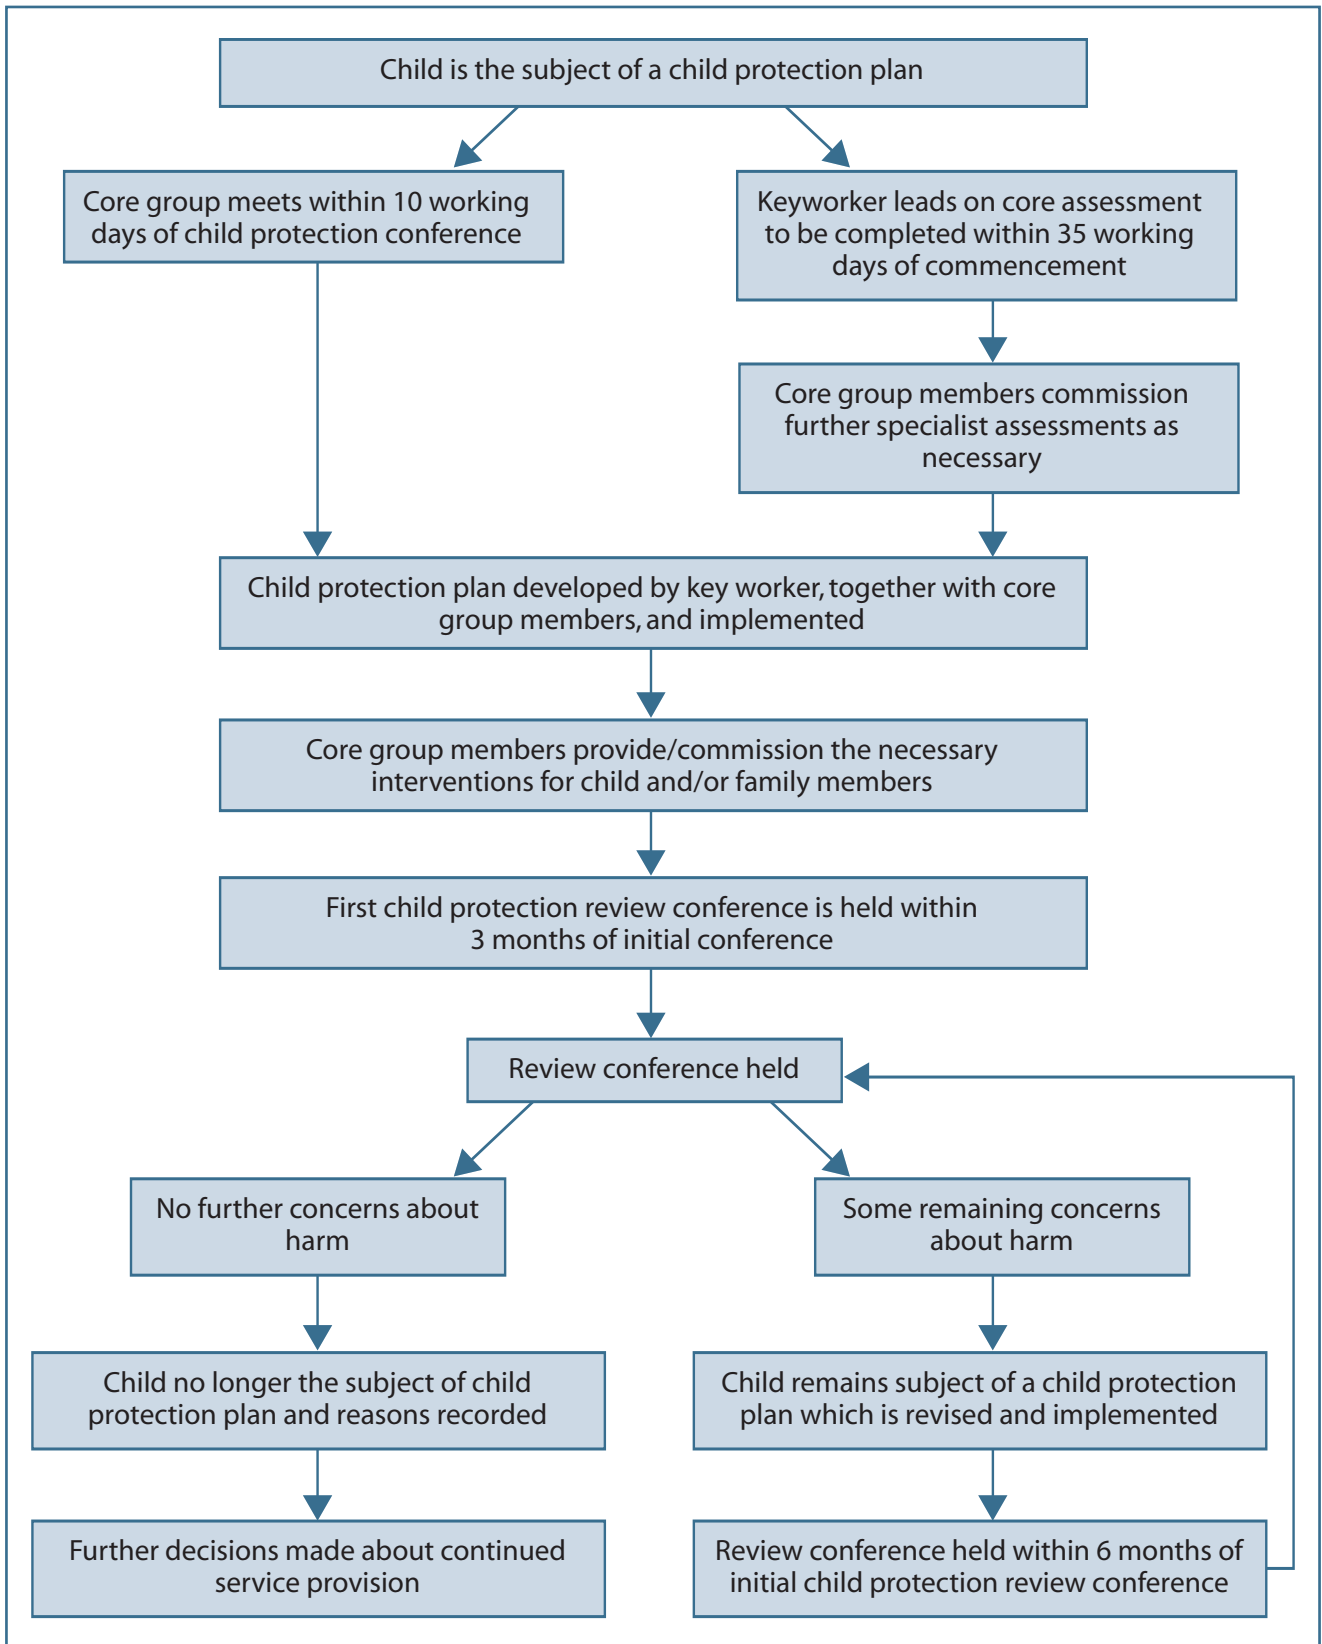 Child is the subject of a child protection plan
Core group meets within 10 working
days of child protection conference
Keyworker leads on core assessment
to be completed within 35 working
days of commencement
Core group members commission
further specialist assessments as
necessary
Child protection plan developed by key worker, together with core
group members, and implemented
Core group members provide/commission the necessary
interventions for child and/or family members
First child protection review conference is held within
3 months of initial conference
Review conference held
No further concerns about
harm
Some remaining concerns
about harm
Child no longer the subject of child
protection plan and reasons recorded
Child remains subject of a child protection
plan which is revised and implemented
Further decisions made about continued
service provision
Review conference held within 6 months of
initial child protection review conference